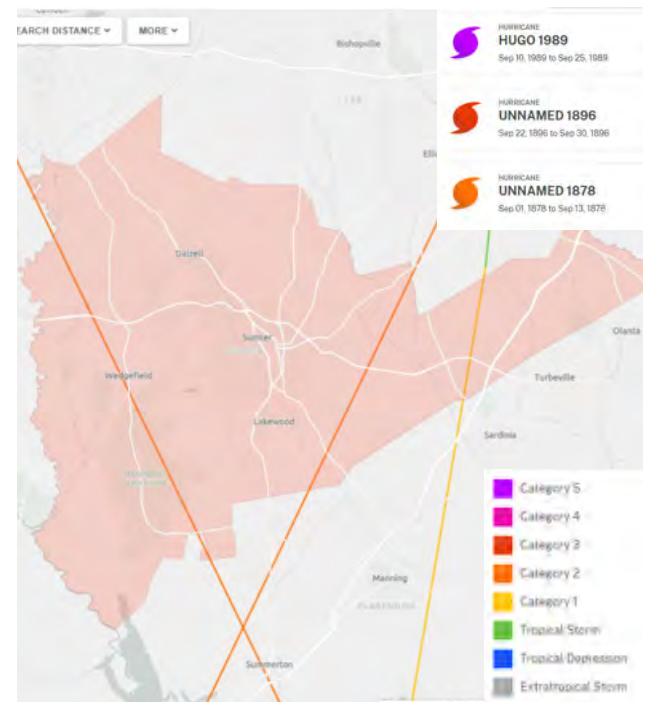 EARCH DISTANCE
MORE
Bishopville
HURRICANE
HUGO 1989
Sep 10, 1989 to Sep 25, 1989
LEE
HURRICANE
UNNAMED 1896
Sep 22, 1896 to Sep 30, 1896
Elli
HURRICANE
UNNAMED 1878
Sep 01, 1878 to Sep 13, 1878
Dalzell
Olanta
Sumter
Wedgefield
Turbeville
Lakewood
Sardinia
Manning
CLARENDON
Summerton
Category 5
Category 4
Category 3
Category 2
Category 1
Tropical Storm
Tropical Depression
Extratropical Storm